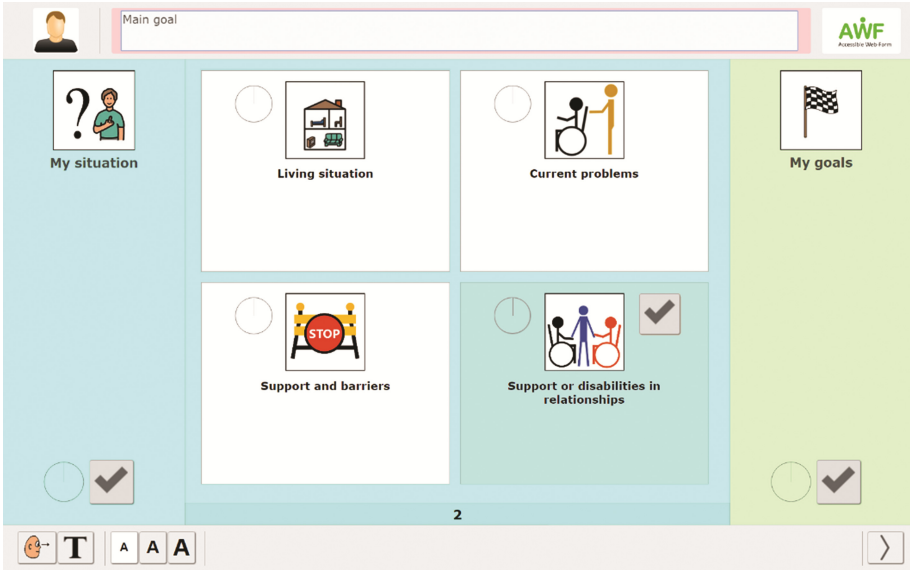 Main goal
AWF
Accessible Web Form
My situation
Living situation
Current problems
My goals
STOP
Support and barriers
Support or disabilities in
relationships
2
T
A
A
A